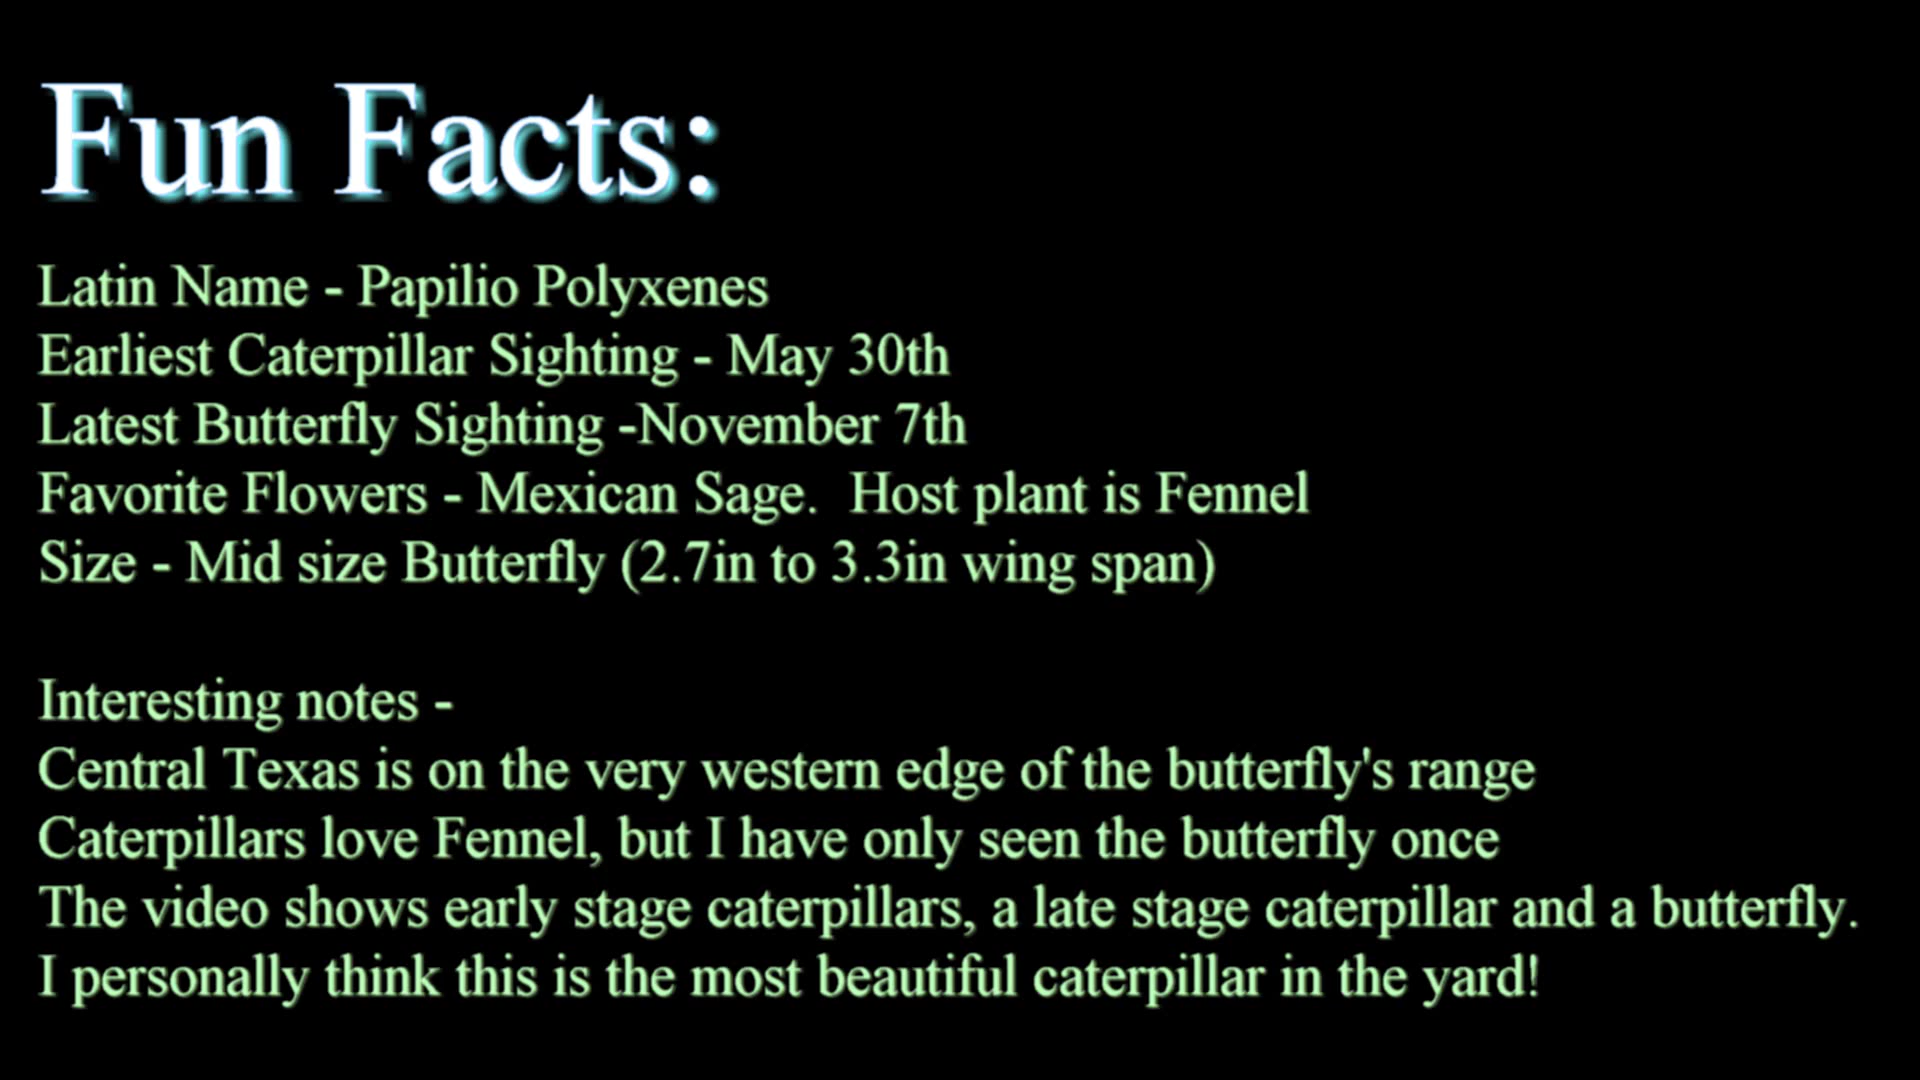 Fun Facts:
Latin Name - Papilio Polyxenes
Earliest Caterpillar Sighting - May 30th
Latest Butterfly Sighting -November 7th
Favorite Flowers - Mexican Sage.  Host plant is Fennel
Size - Mid size Butterfly (2.7in to 3.3in wing span)
Interesting notes -
Central Texas is on the very western edge of the butterfly's range
Caterpillars love Fennel, but I have only seen the butterfly once
The video shows early stage caterpillars, a late stage caterpillar and a butterfly.
I personally think this is the most beautiful caterpillar in the yard!